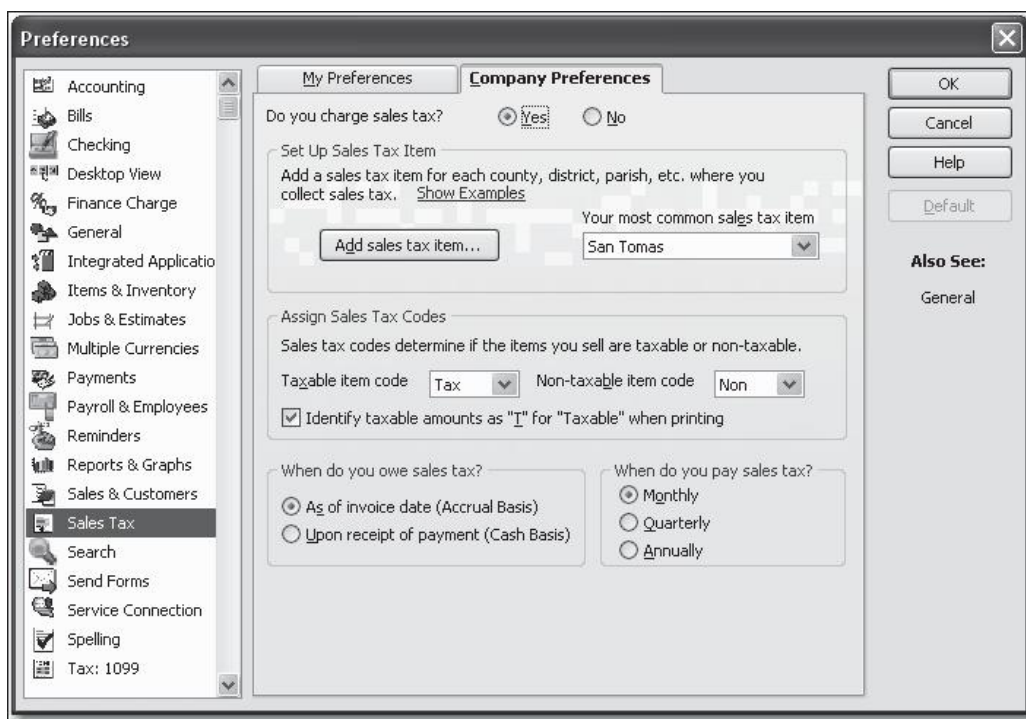 Preferences
Accounting
Bills
Checking
Desktop View
Finance Charge
General
Integrated Applicatio
Items & Inventory
Jobs & Estimates
Multiple Currencies
Payments
Payroll & Employees
Reminders
Reports & Graphs
Sales & Customers
Sales Tax
Search
Send Forms
Service Connection
Spelling
Tax: 1099
My Preferences
Company Preferences
Do you charge sales tax? Yes No
Set Up Sales Tax Item
Add a sales tax item for each county, district, parish, etc. where you
collect sales tax. Show Examples
Your most common sales tax item
Add sales tax item...
San Tomas
Assign Sales Tax Codes
Sales tax codes determine if the items you sell are taxable or non-taxable.
Taxable item code Tax Non-taxable item code Non
Identify taxable amounts as "T" for "Taxable" when printing
When do you owe sales tax?
As of invoice date (Accrual Basis)
Upon receipt of payment (Cash Basis)
When do you pay sales tax?
Monthly
Quarterly
Annually
OK
Cancel
Help
Default
Also See:
General